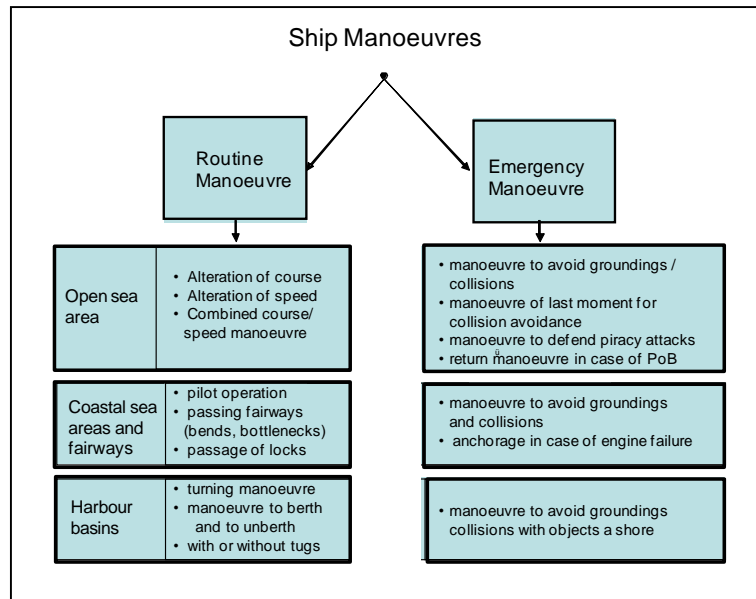 Ship Manoeuvres
Routine
Manoeuvre
Emergency
Manoeuvre
Open sea
area
• Alteration of course
• Alteration of speed
• Combined course/
speed manoeuvre
• manoeuvre to avoid groundings /
collisions
• manoeuvre of last moment for
collision avoidance
• manoeuvre to defend piracy attacks
• return manoeuvre in case of PoB
Coastal sea
areas and
fairways
• pilot operation
• passing fairways
(bends, bottlenecks)
• passage of locks
• manoeuvre to avoid groundings
and collisions
• anchorage in case of engine failure
Harbour
basins
• turning manoeuvre
• manoeuvre to berth
and to unberth
• with or without tugs
• manoeuvre to avoid groundings
collisions with objects a shore